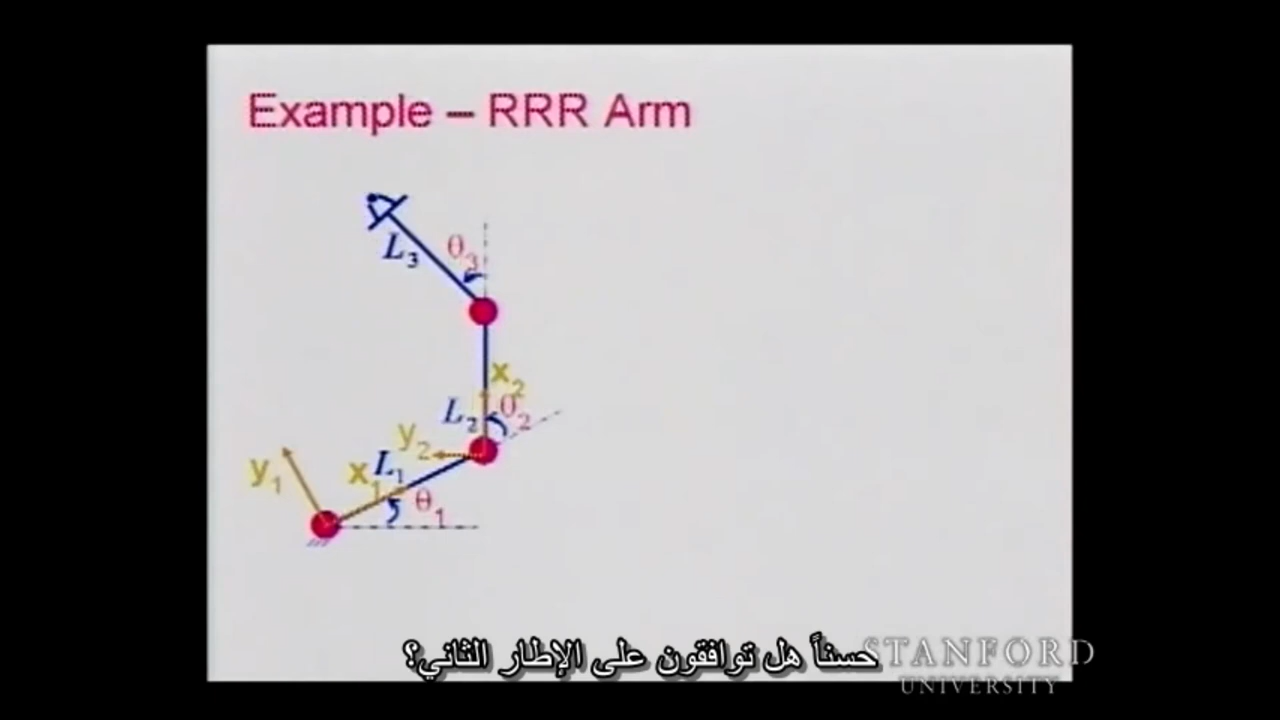 Example – RRR Arm
L3
θ3
x2
L2
θ2
y2
L1
x1
y1
θ1
حسناً هل توافقون على الإطار الثاني؟
STANFORD
UNIVERSITY